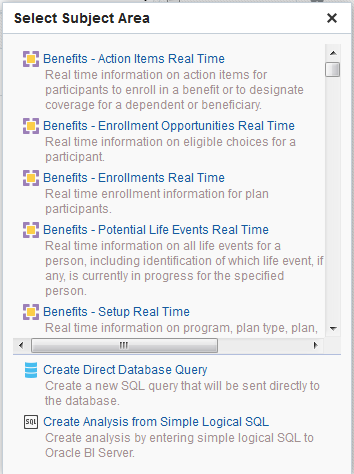 Select Subject Area
Benefits - Action Items Real Time
Real time information on action items for
participants to enroll in a benefit or to designate
coverage for a dependent or beneficiary.
Benefits - Enrollment Opportunities Real Time
Real time information on eligible choices for a
participant.
Benefits - Enrollments Real Time
Real time enrollment information for plan
participants.
Benefits - Potential Life Events Real Time
Real time information on all life events for a
person, including identification of which life event, if
any, is currently in progress for the specified
person.
Benefits - Setup Real Time
Real time information on program, plan type, plan,
Create Direct Database Query
Create a new SQL query that will be sent directly to
the database.
SQL Create Analysis from Simple Logical SQL
Create analysis by entering simple logical SQL to
Oracle BI Server.